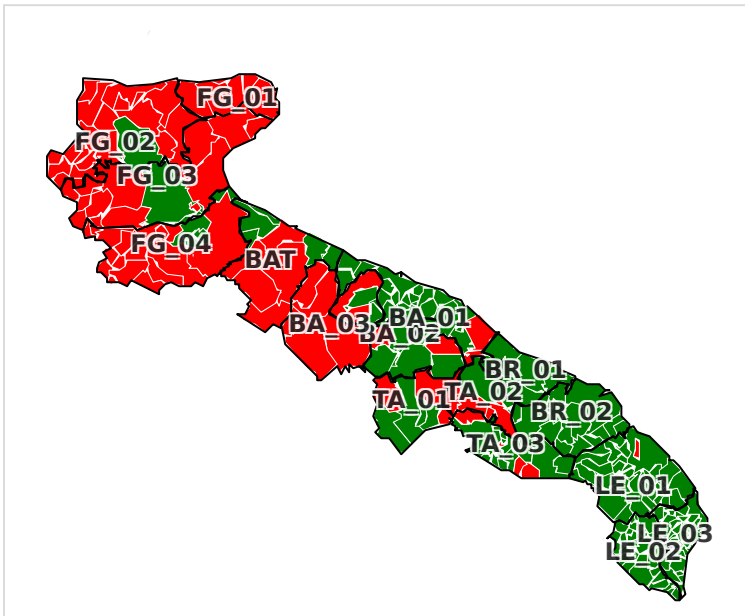 FG_01
FG_02
FG_03
FG_04
BAT
BA_01
BA_03
BA_02
BR_01
TA_02
TA_01
BR_02
TA_03
LE_01
LE_03
LE_02